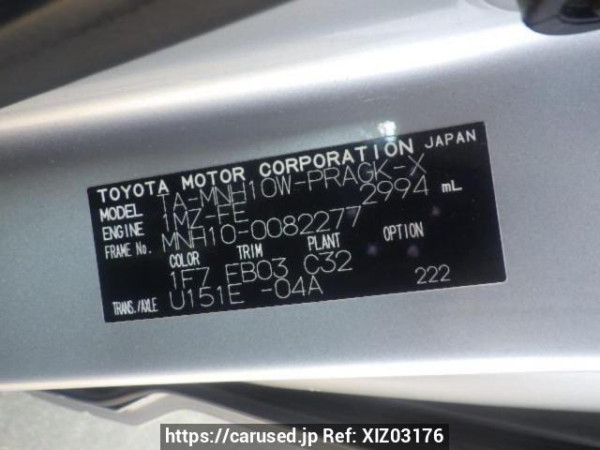 TOYOTA MOTOR CORPORATION JAPAN
MODEL TA-MNH10W-PRAGK-X
ENGINE 1MZ-FE 2994 mL
FRAME No. MNH10-0082277
COLOR TRIM PLANT OPTION
1F7 FB03 C32
TRANS./AXLE U151E -04A 222
https://carused.jp Ref: XIZ03176